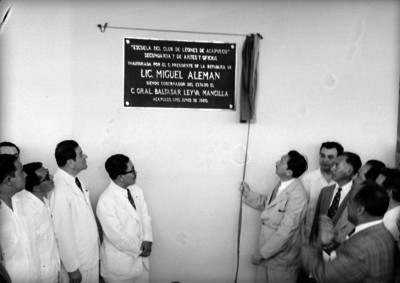 "ESCUELA DEL CLUB DE LEONES DE ACAPULCO"
SECUNDARIA Y DE ARTES Y OFICIOS
INAUGURADA POR EL C. PRESIDENTE DE LA REPUBLICA SR.
LIC. MIGUEL ALEMAN
SIENDO GOBERNADOR DEL ESTADO EL
C. GRAL. BALTASAR LEYVA MANCILLA
ACAPULCO, GRO. JUNIO DE